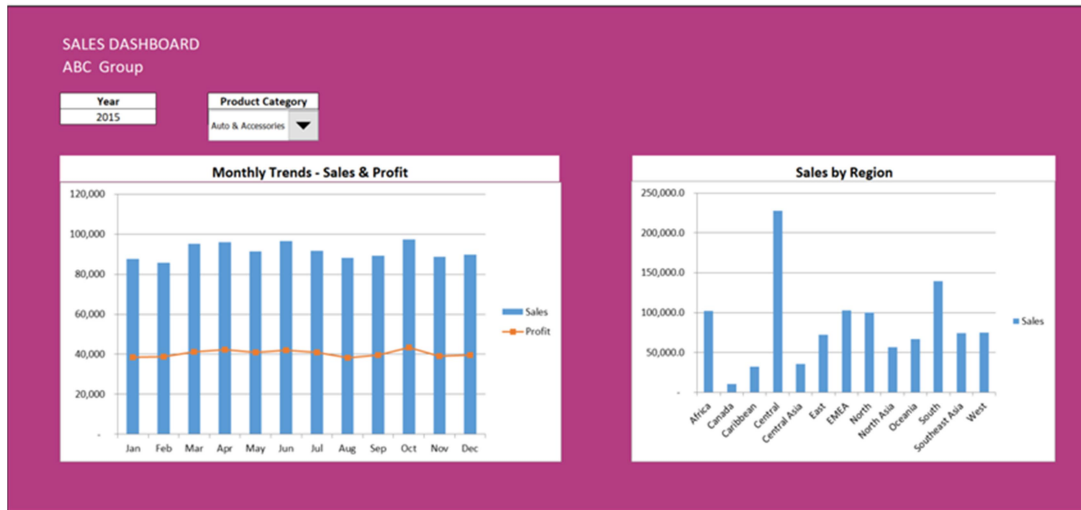 SALES DASHBOARD
ABC Group
Year
2015
Product Category
Auto & Accessories
Monthly Trends - Sales & Profit
120,000
100,000
80,000
60,000
40,000
20,000
-
Jan Feb Mar Apr May Jun Jul Aug Sep Oct Nov Dec
Sales
Profit
Sales by Region
250,000.0
200,000.0
150,000.0
100,000.0
50,000.0
-
Africa
Canada
Caribbean
Central
Central Asia
East
EMEA
North
North Asia
Oceania
South
Southeast Asia
West
Sales